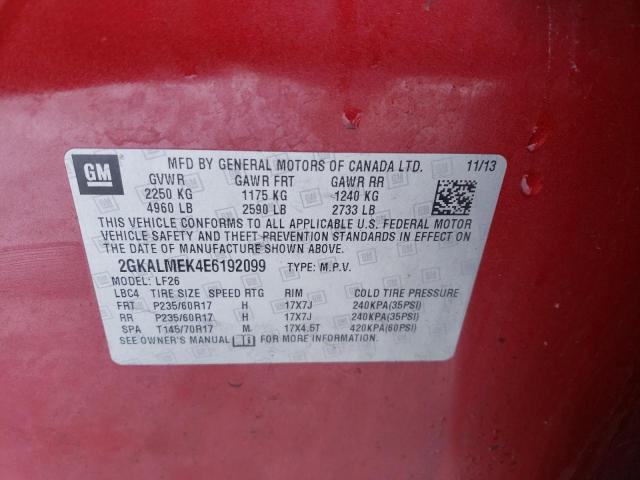 GM
MFD BY GENERAL MOTORS OF CANADA LTD. 11/13
GVWR GAWR FRT GAWR RR
2250 KG 1175 KG 1240 KG
4960 LB 2590 LB 2733 LB
THIS VEHICLE CONFORMS TO ALL APPLICABLE U.S. FEDERAL MOTOR
VEHICLE SAFETY AND THEFT PREVENTION STANDARDS IN EFFECT ON
THE DATE OF MANUFACTURE SHOWN ABOVE.
2GKALMEK4E6192099 TYPE: M.P.V.
MODEL: LF26
LBC4 TIRE SIZE SPEED RTG RIM COLD TIRE PRESSURE
FRT P235/60R17 H 17X7J 240KPA(35PSI)
RR P235/60R17 H 17X7J 240KPA(35PSI)
SPA T145/70R17 M 17X4.5T 420KPA(60PSI)
SEE OWNER'S MANUAL FOR MORE INFORMATION.